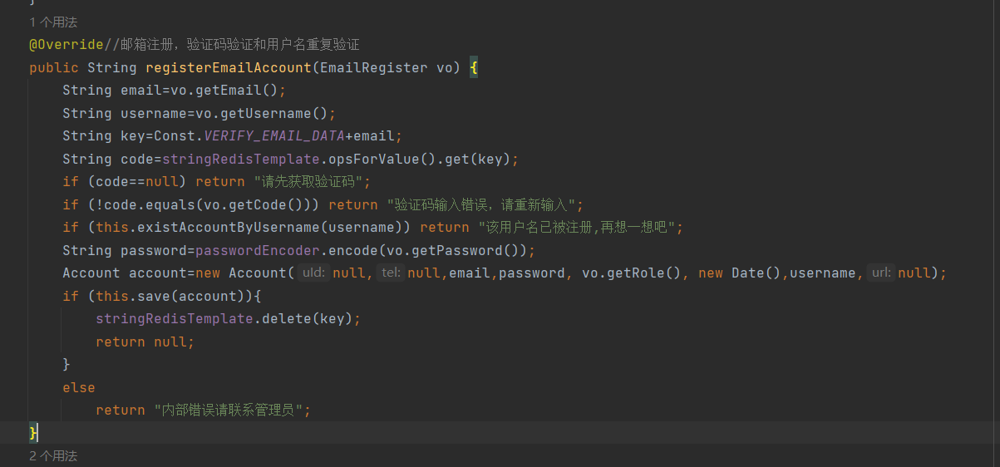 }
1 个用法
@Override//邮箱注册，验证码验证和用户名重复验证
public String registerEmailAccount(EmailRegister vo) {
String email=vo.getEmail();
String username=vo.getUsername();
String key=Const.VERIFY_EMAIL_DATA+email;
String code=stringRedisTemplate.opsForValue().get(key);
if (code==null) return "请先获取验证码";
if (!code.equals(vo.getCode())) return "验证码输入错误，请重新输入";
if (this.existAccountByUsername(username)) return "该用户名已被注册,再想一想吧";
String password=passwordEncoder.encode(vo.getPassword());
Account account=new Account( uId: null, tel: null,email,password, vo.getRole(), new Date(),username, url: null);
if (this.save(account)){
stringRedisTemplate.delete(key);
return null;
}
else
return "内部错误请联系管理员";
}
2 个用法